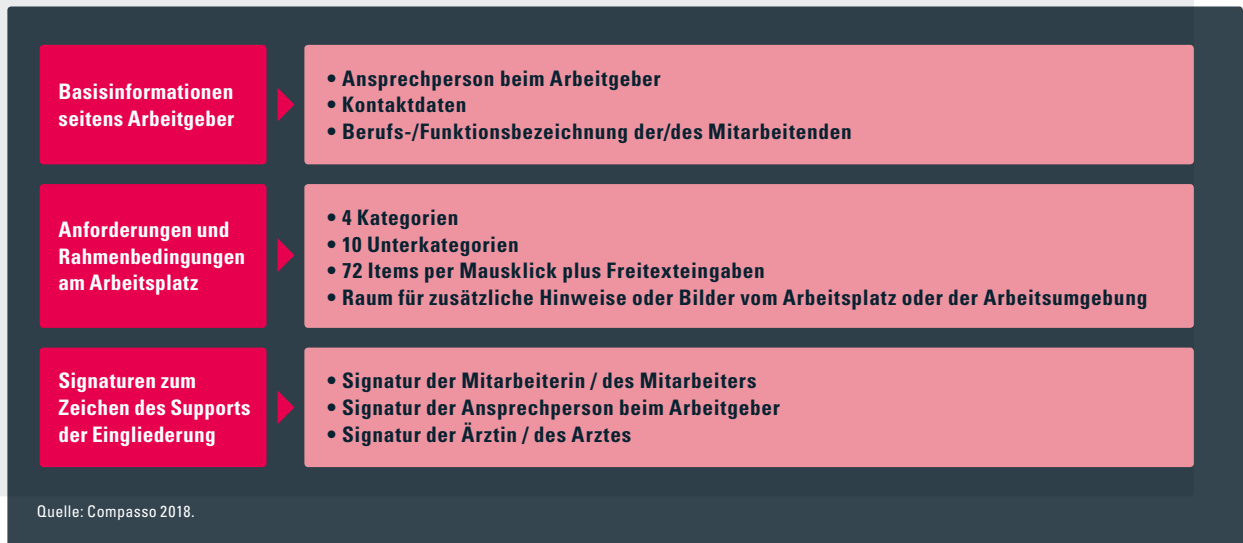 Basisinformationen
seitens Arbeitgeber
• Ansprechperson beim Arbeitgeber
• Kontaktdaten
• Berufs-/Funktionsbezeichnung der/des Mitarbeitenden
Anforderungen und
Rahmenbedingungen
am Arbeitsplatz
• 4 Kategorien
• 10 Unterkategorien
• 72 Items per Mausklick plus Freitexteingaben
• Raum für zusätzliche Hinweise oder Bilder vom Arbeitsplatz oder der Arbeitsumgebung
Signaturen zum
Zeichen des Supports
der Eingliederung
• Signatur der Mitarbeiterin / des Mitarbeiters
• Signatur der Ansprechperson beim Arbeitgeber
• Signatur der Ärztin / des Arztes
Quelle: Compasso 2018.